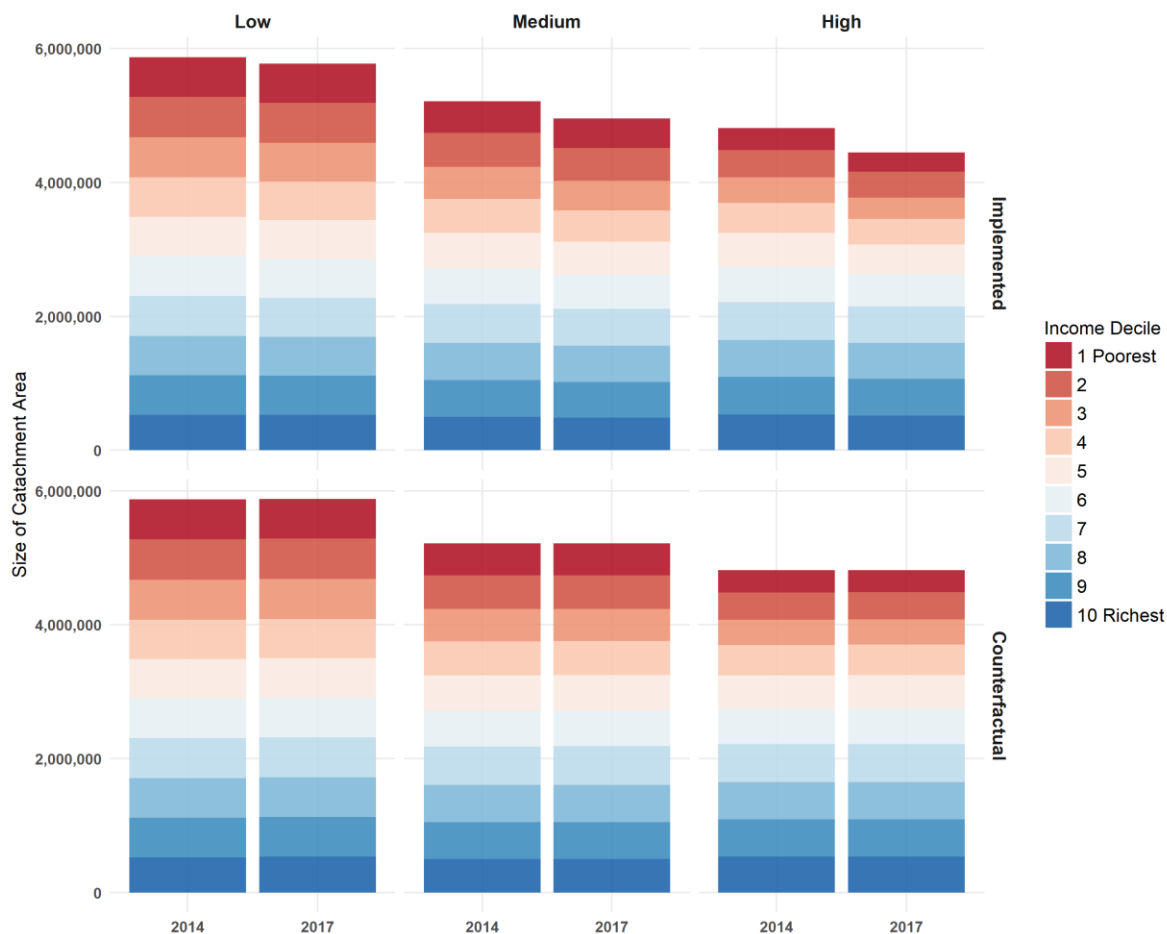 Low Medium High
6,000,000
4,000,000
2,000,000
0
Implemented
6,000,000
4,000,000
2,000,000
0
Counterfactual
2014 2017 2014 2017 2014 2017
Size of Catachment Area
Income Decile
1 Poorest
2
3
4
5
6
7
8
9
10 Richest